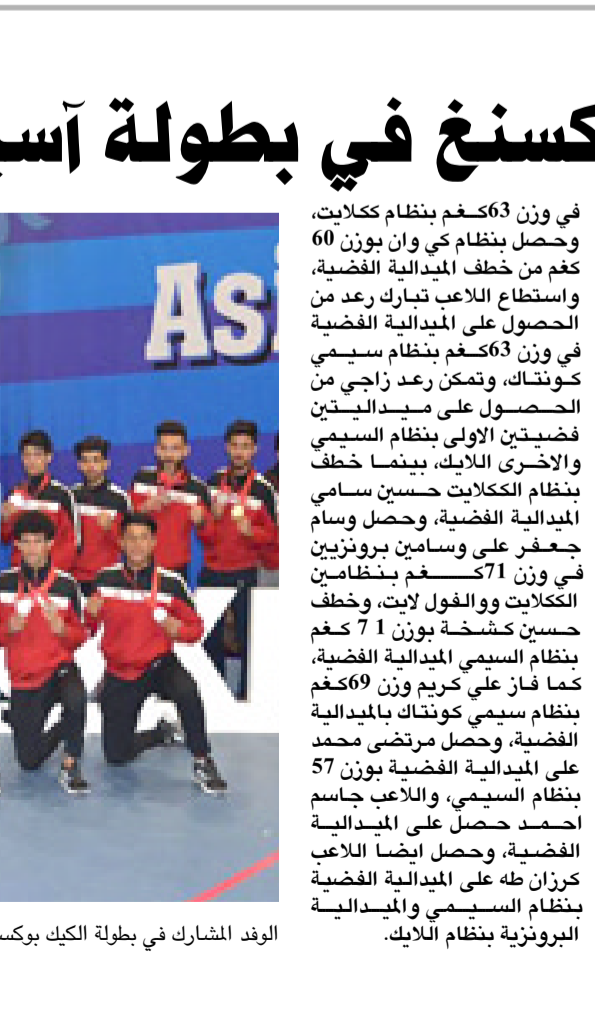 كسنغ في بطولة آسي
في وزن 63كغم بنظام ككلايت،
وحصل بنظام كي وان بوزن 60
كغم من خطف الميدالية الفضية،
واستطاع اللاعب تبارك رعد من
الحصول على الميدالية الفضية
في وزن 63كغم بنظام سيمي
كونتاك، وتمكن رعد زاجي من
الحصول على ميداليتين
فضيتين الاولى بنظام السيمي
والاخرى اللايك، بينما خطف
بنظام الككلايت حسين سامي
الميدالية الفضية، وحصل وسام
جعفر على وسامين برونزيين
في وزن 71كغم بنظامين
الككلايت ووالفول لايت، وخطف
حسين كشخة بوزن 1 7 كغم
بنظام السيمي الميدالية الفضية،
كما فاز علي كريم وزن 69كغم
بنظام سيمي كونتاك بالميدالية
الفضية، وحصل مرتضى محمد
على الميدالية الفضية بوزن 57
بنظام السيمي، واللاعب جاسم
احمد حصل على الميدالية
الفضية، وحصل ايضا اللاعب
كرزان طه على الميدالية الفضية
بنظام السيمي والميدالية
البرونزية بنظام اللايك.
Asi
الوفد المشارك في بطولة الكيك بوكس